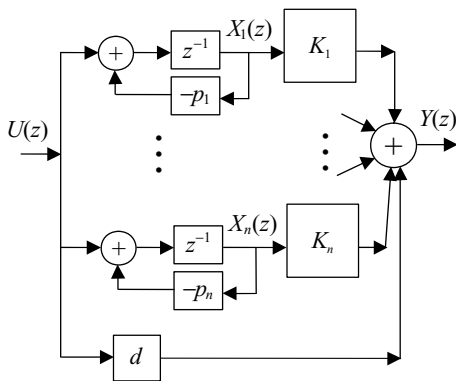 X₁(z)
+
z⁻¹
K₁
−p₁
U(z)
Y(z)
+
Xₙ(z)
+
z⁻¹
Kₙ
−pₙ
d